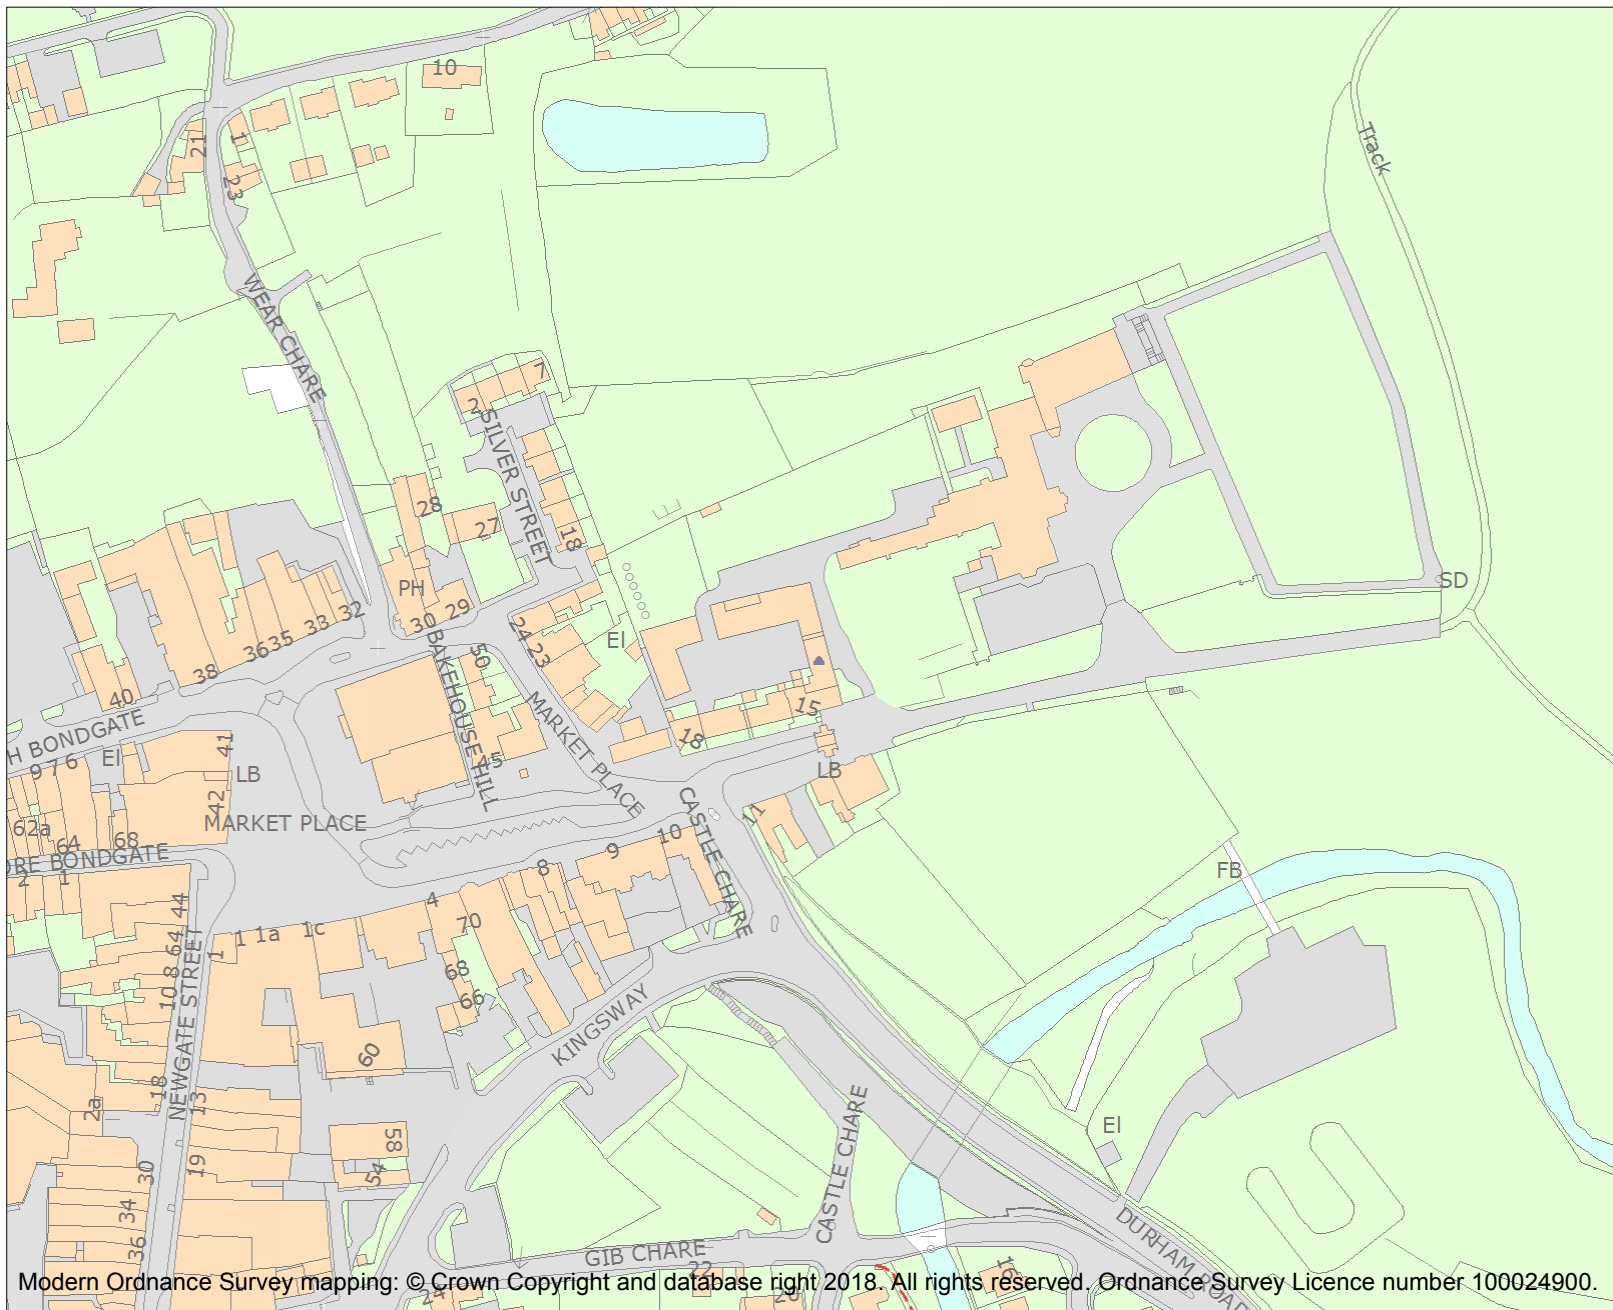 10
21
1
23
Track
WEAR CHARE
7
2
SILVER STREET
28
27
18
PH
30
29
32
33
35
36
38
40
El
24
23
50
BAKEHOUSE HILL
MARKET PLACE
SD
H BONDGATE
9 7 6
El
41
LB
42
MARKET PLACE
62a
64
68
ORE BONDGATE
2
1
18
15
LB
11
CASTLE CHARE
10
9
8
4
70
68
66
44
64
8
10
NEWGATE STREET
1
1
1a
1c
FB
KINGSWAY
60
18
13
2a
58
54
19
30
34
36
El
CASTLE CHARE
GIB CHARE
DURHAM ROAD
22
24
20
16
Modern Ordnance Survey mapping: © Crown Copyright and database right 2018. All rights reserved. Ordnance Survey Licence number 100024900.